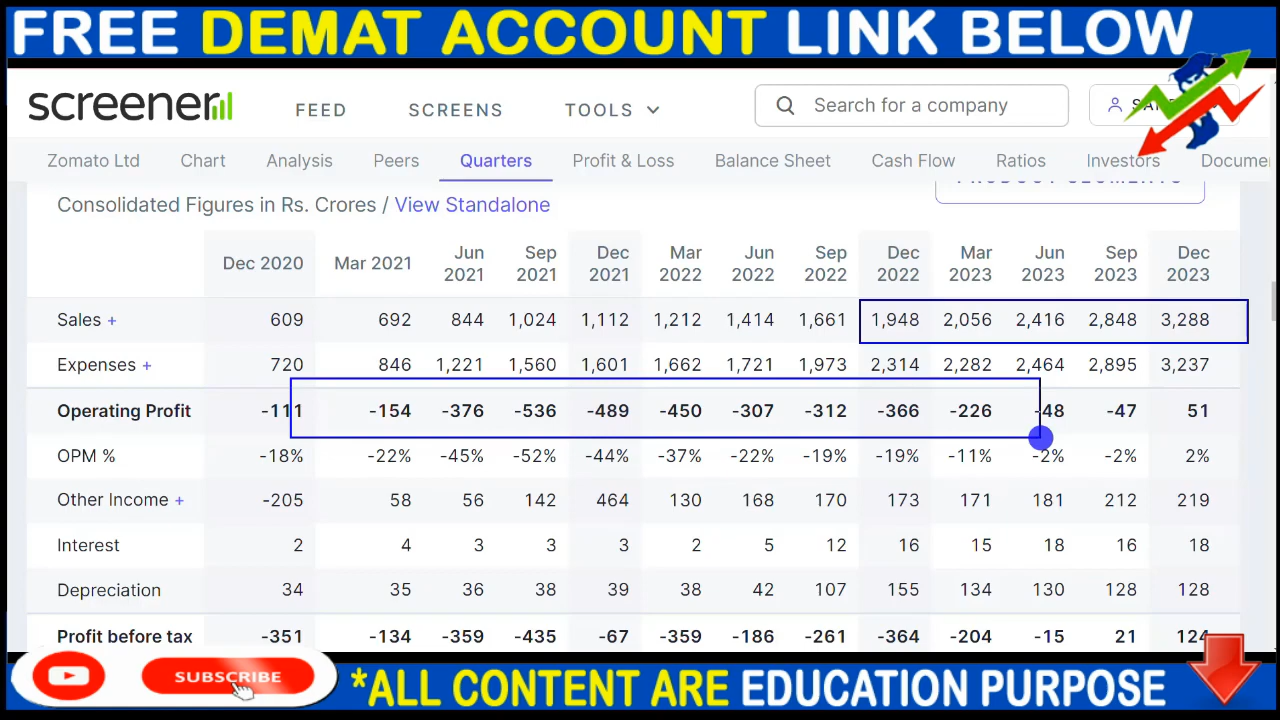 FREE DEMAT ACCOUNT LINK BELOW
screener
FEED SCREENS TOOLS Search for a company
Zomato Ltd Chart Analysis Peers Quarters Profit & Loss Balance Sheet Cash Flow Ratios Investors Documen
Consolidated Figures in Rs. Crores / View Standalone PRODUCT SEGMENTS
Dec 2020 Mar 2021 Jun 2021 Sep 2021 Dec 2021 Mar 2022 Jun 2022 Sep 2022 Dec 2022 Mar 2023 Jun 2023 Sep 2023 Dec 2023
Sales + 609 692 844 1,024 1,112 1,212 1,414 1,661 1,948 2,056 2,416 2,848 3,288
Expenses + 720 846 1,221 1,560 1,601 1,662 1,721 1,973 2,314 2,282 2,464 2,895 3,237
Operating Profit -111 -154 -376 -536 -489 -450 -307 -312 -366 -226 -48 -47 51
OPM % -18% -22% -45% -52% -44% -37% -22% -19% -19% -11% -2% -2% 2%
Other Income + -205 58 56 142 464 130 168 170 173 171 181 212 219
Interest 2 4 3 3 3 2 5 12 16 15 18 16 18
Depreciation 34 35 36 38 39 38 42 107 155 134 130 128 128
Profit before tax -351 -134 -359 -435 -67 -359 -186 -261 -364 -204 -15 21 124
SUBSCRIBE
*ALL CONTENT ARE EDUCATION PURPOSE